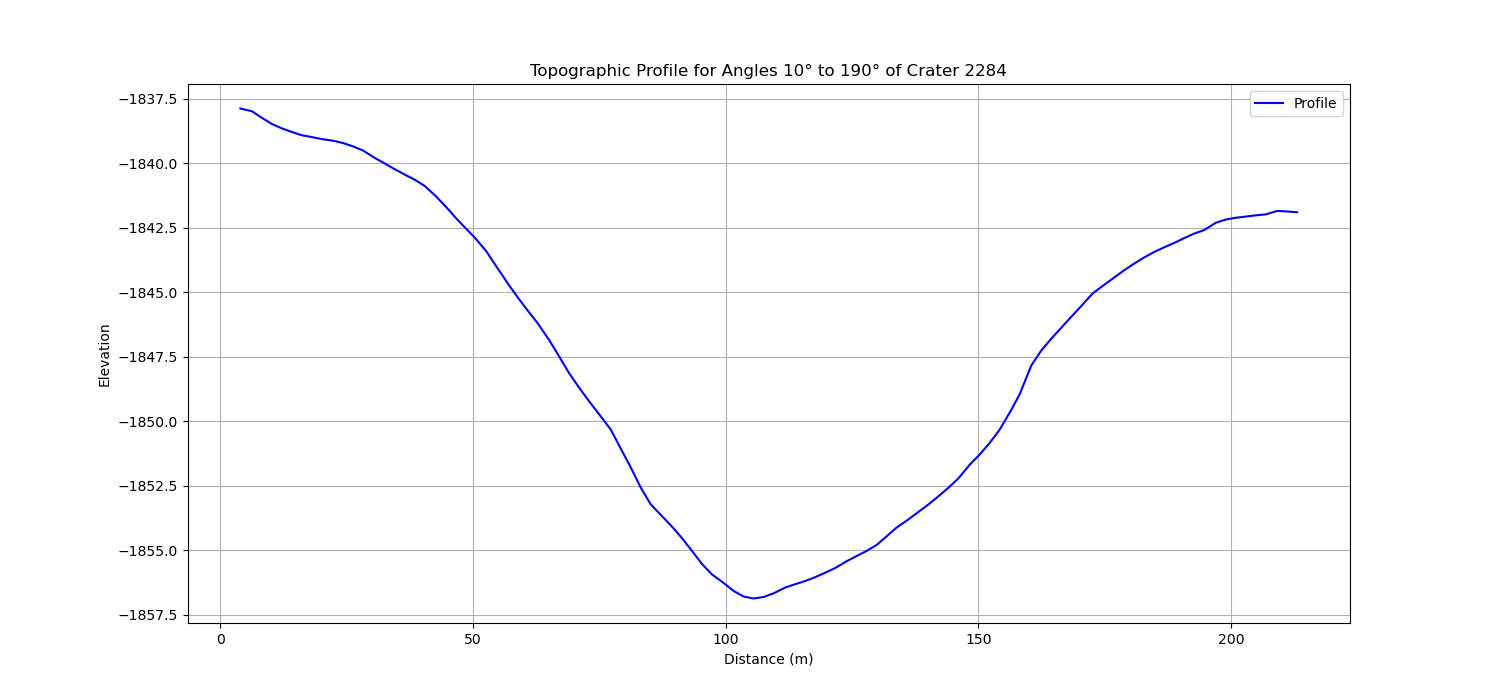 Topographic Profile for Angles 10° to 190° of Crater 2284
Profile
−1837.5
−1840.0
−1842.5
−1845.0
−1847.5
−1850.0
−1852.5
−1855.0
−1857.5
Elevation
0 50 100 150 200
Distance (m)